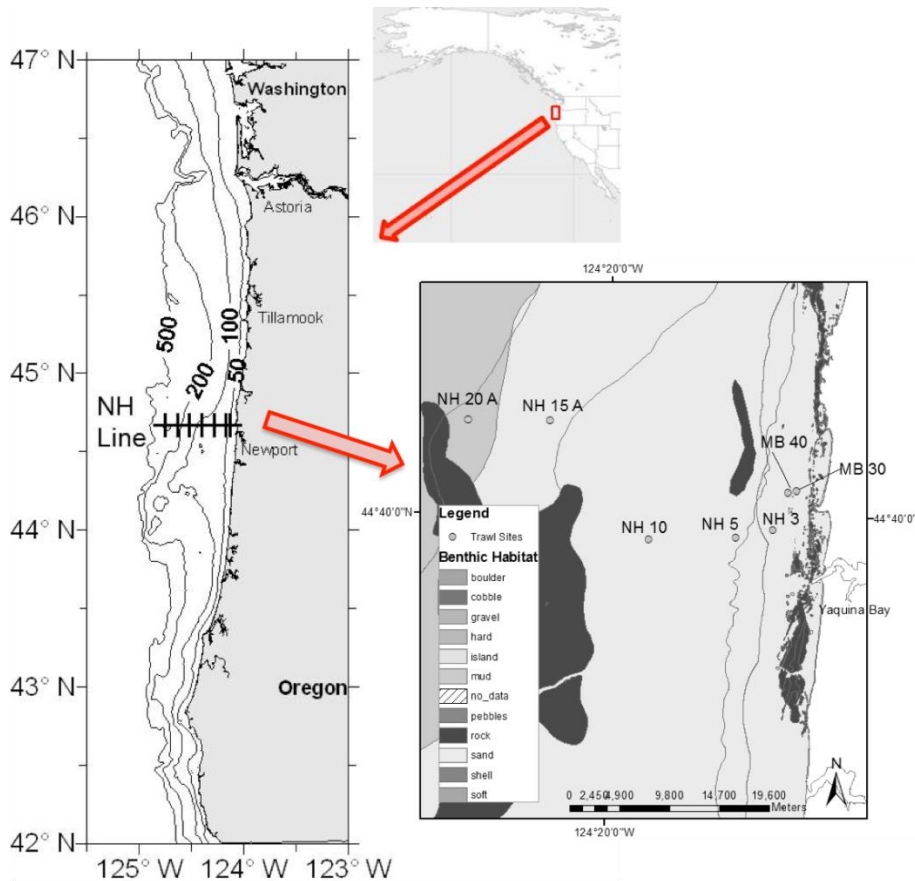 47° N
46° N
45° N
44° N
43° N
42° N
125° W
124° W
123° W
Washington
Astoria
Tillamook
Newport
Oregon
500
200
100
50
NH
Line
124°20'0"W
NH 20 A
NH 15 A
MB 40
MB 30
NH 10
NH 5
NH 3
44°40'0"N
44°40'0"
Yaquina Bay
Legend
Trawl Sites
Benthic Habitat
boulder
cobble
gravel
hard
island
mud
no_data
pebbles
rock
sand
shell
soft
0 2,450 4,900 9,800 14,700 19,600
Meters
N
124°20'0"W